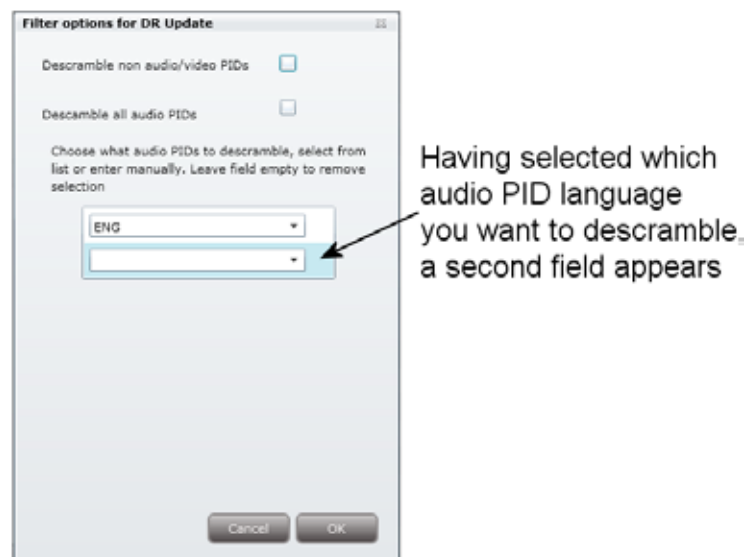 Filter options for DR Update
Descramble non audio/video PIDs
Descamble all audio PIDs
Choose what audio PIDs to descramble, select from
list or enter manually. Leave field empty to remove
selection
ENG
Cancel
OK
Having selected which
audio PID language
you want to descramble,
a second field appears